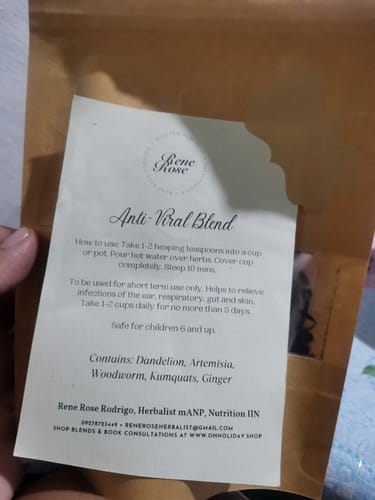 Rene
Rose
Anti-Viral Blend
How to use: Take 1-2 heaping teaspoons into a cup
or pot. Pour hot water over herbs. Cover cup
completely. Steep 10 mins.
To be used for short term use only. Helps to relieve
infections of the ear, respiratory, gut and skin.
Take 1-2 cups daily for no more than 5 days.
Safe for children 6 and up.
Contains: Dandelion, Artemisia,
Woodworm, Kumquats, Ginger
Rene Rose Rodrigo, Herbalist mANP, Nutrition IIN
09278725449 • RENEROSEHERBALIST@GMAIL.COM
SHOP BLENDS & BOOK CONSULTATIONS AT WWW.OHHOLIDAY.SHOP